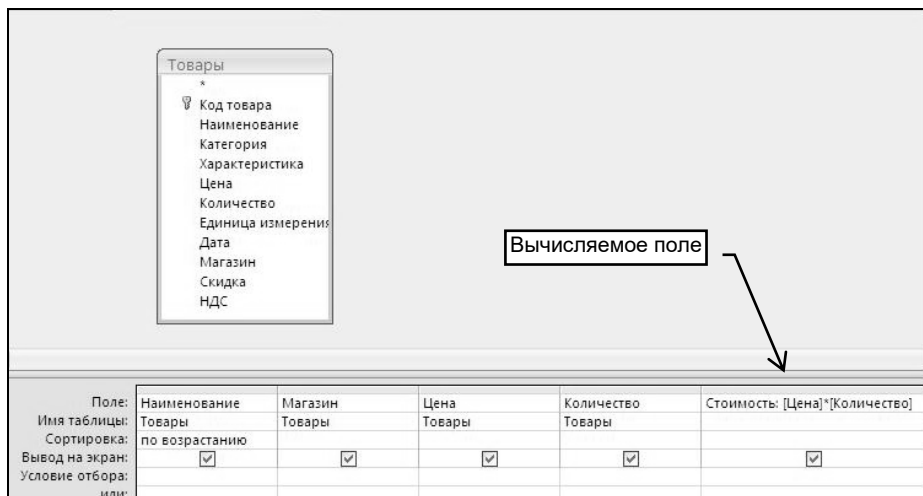 Товары
*
Код товара
Наименование
Категория
Характеристика
Цена
Количество
Единица измерения
Дата
Магазин
Скидка
НДС
Вычисляемое поле
Поле: Наименование Магазин Цена Количество Стоимость: [Цена]*[Количество]
Имя таблицы: Товары Товары Товары Товары
Сортировка: по возрастанию
Вывод на экран:
Условие отбора:
или: